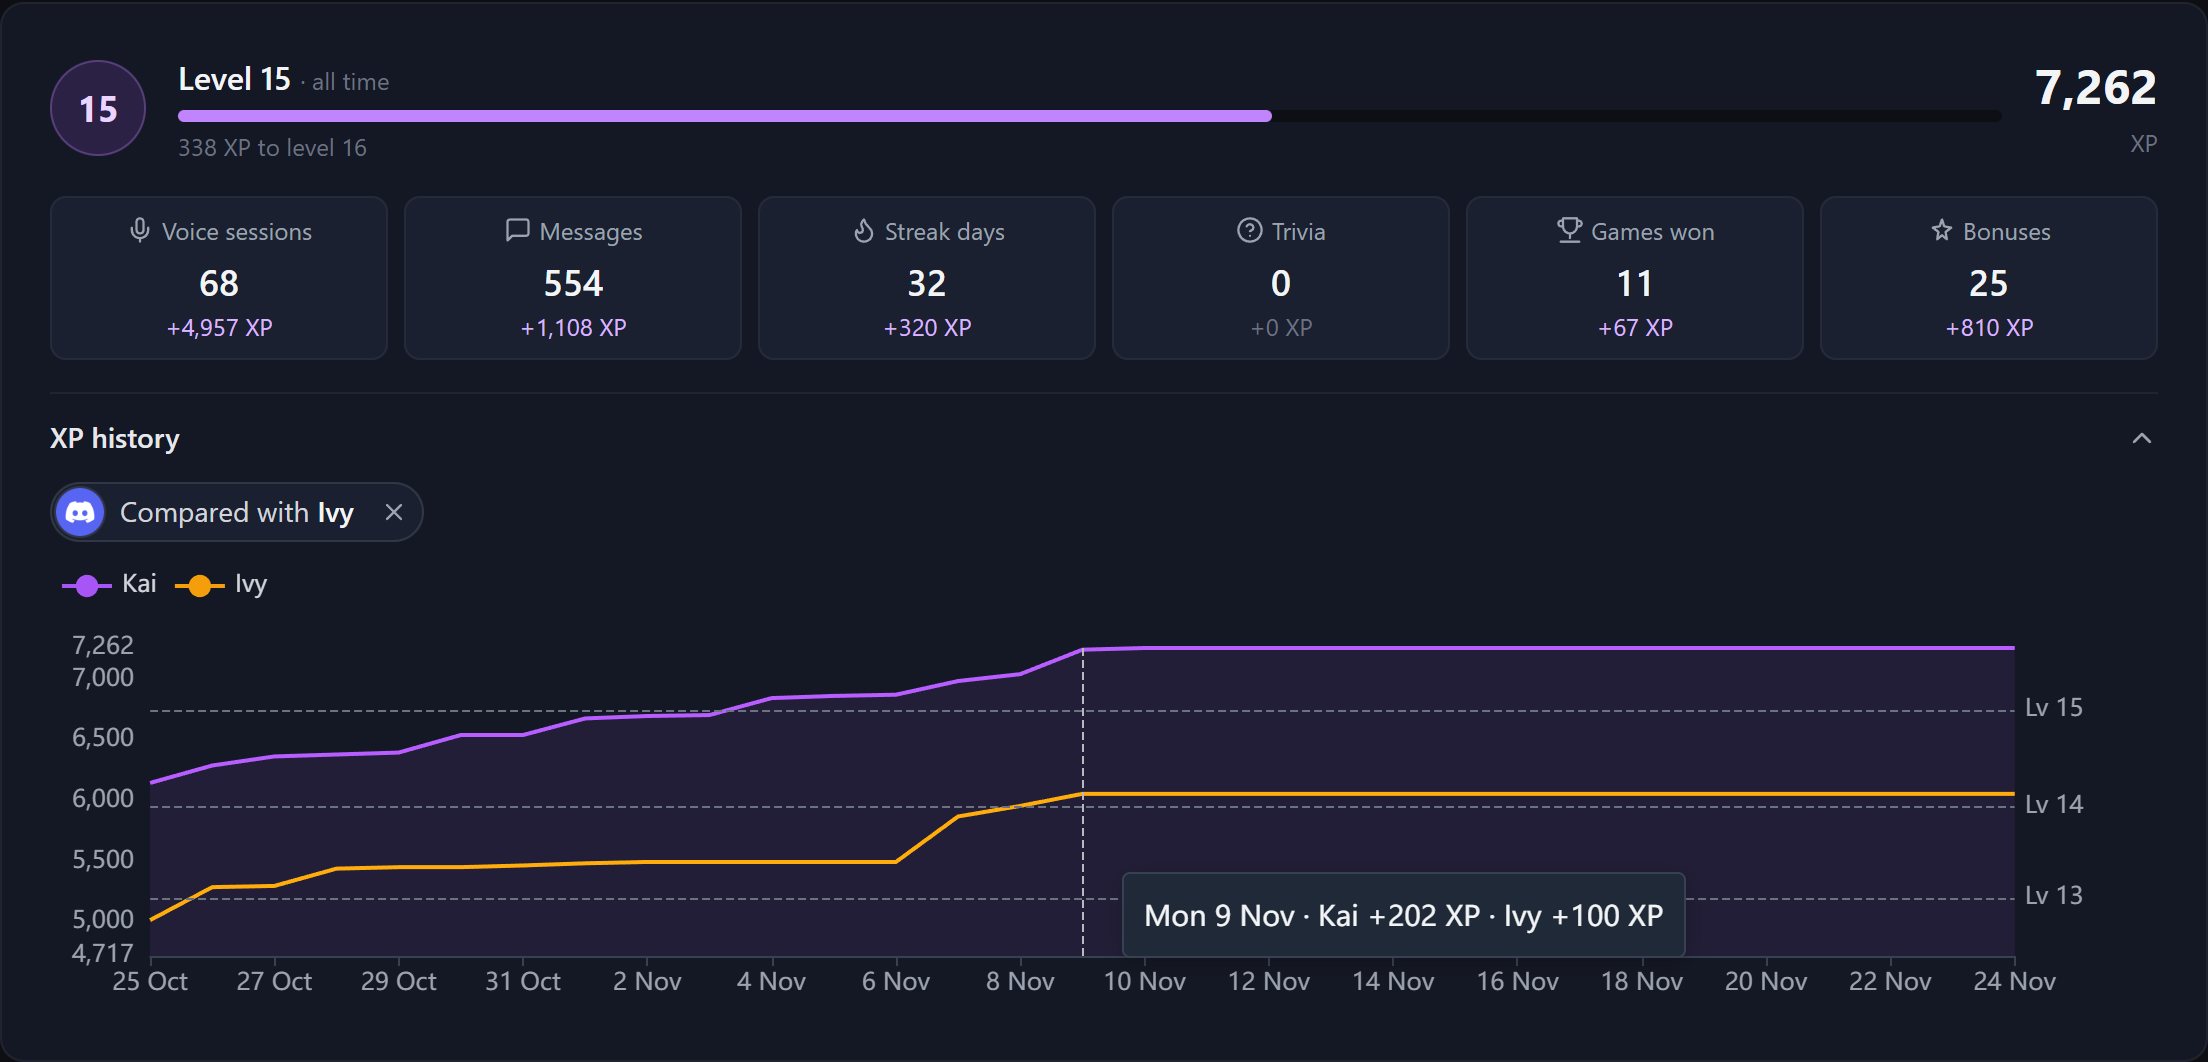 15
Level 15 · all time
338 XP to level 16
7,262
XP
Voice sessions
68
+4,957 XP
Messages
554
+1,108 XP
Streak days
32
+320 XP
Trivia
0
+0 XP
Games won
11
+67 XP
Bonuses
25
+810 XP
XP history
Compared with Ivy
Kai Ivy
7,262
7,000
6,500
6,000
5,500
5,000
4,717
Lv 15
Lv 14
Lv 13
Mon 9 Nov · Kai +202 XP · Ivy +100 XP
25 Oct 27 Oct 29 Oct 31 Oct 2 Nov 4 Nov 6 Nov 8 Nov 10 Nov 12 Nov 14 Nov 16 Nov 18 Nov 20 Nov 22 Nov 24 Nov